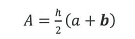 A = h/2 (a + b)